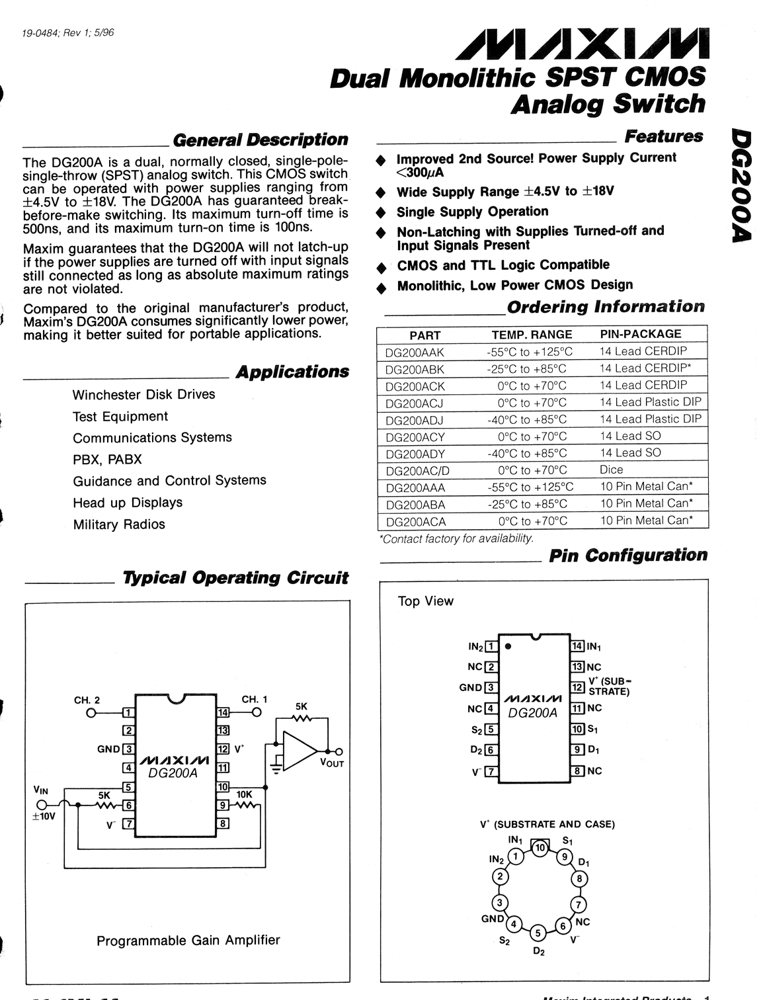 19-0484; Rev 1; 5/96
MAXIM
Dual Monolithic SPST CMOS
Analog Switch
DG200A
General Description
The DG200A is a dual, normally closed, single-pole-
single-throw (SPST) analog switch. This CMOS switch
can be operated with power supplies ranging from
±4.5V to ±18V. The DG200A has guaranteed break-
before-make switching. Its maximum turn-off time is
500ns, and its maximum turn-on time is 100ns.
Maxim guarantees that the DG200A will not latch-up
if the power supplies are turned off with input signals
still connected as long as absolute maximum ratings
are not violated.
Compared to the original manufacturer's product,
Maxim's DG200A consumes significantly lower power,
making it better suited for portable applications.
Applications
Winchester Disk Drives
Test Equipment
Communications Systems
PBX, PABX
Guidance and Control Systems
Head up Displays
Military Radios
Typical Operating Circuit
CH. 2
CH. 1
5K
1
14
2
13
GND 3
12 V+
VOUT
4
11
MAXIM
DG200A
5
10
VIN
5K
10K
6
9
±10V
V- 7
8
Programmable Gain Amplifier
Features
♦ Improved 2nd Source! Power Supply Current
<300μA
♦ Wide Supply Range ±4.5V to ±18V
♦ Single Supply Operation
♦ Non-Latching with Supplies Turned-off and
Input Signals Present
♦ CMOS and TTL Logic Compatible
♦ Monolithic, Low Power CMOS Design
Ordering Information
PART TEMP. RANGE PIN-PACKAGE
DG200AAK -55°C to +125°C 14 Lead CERDIP
DG200ABK -25°C to +85°C 14 Lead CERDIP*
DG200ACK 0°C to +70°C 14 Lead CERDIP
DG200ACJ 0°C to +70°C 14 Lead Plastic DIP
DG200ADJ -40°C to +85°C 14 Lead Plastic DIP
DG200ACY 0°C to +70°C 14 Lead SO
DG200ADY -40°C to +85°C 14 Lead SO
DG200AC/D 0°C to +70°C Dice
DG200AAA -55°C to +125°C 10 Pin Metal Can*
DG200ABA -25°C to +85°C 10 Pin Metal Can*
DG200ACA 0°C to +70°C 10 Pin Metal Can*
*Contact factory for availability.
Pin Configuration
Top View
IN2 1
14 IN1
NC 2
13 NC
GND 3
12 V+ (SUB-
STRATE)
MAXIM
DG200A
NC 4
11 NC
S2 5
10 S1
D2 6
9 D1
V- 7
8 NC
V+ (SUBSTRATE AND CASE)
IN1
10
S1
1
9
IN2
D1
2
8
3
7
GND
NC
4
6
5
S2
V-
D2
Maxim Integrated Products 1